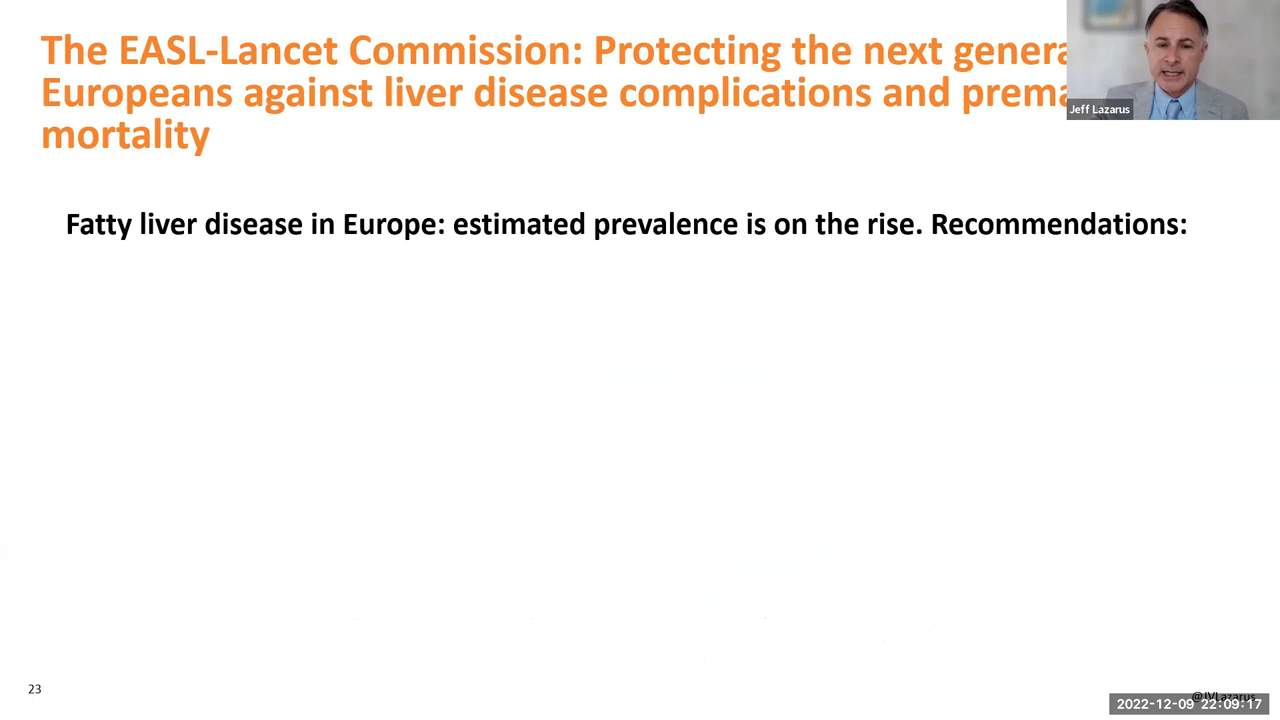 The EASL-Lancet Commission: Protecting the next genera
Europeans against liver disease complications and prema
mortality
Jeff Lazarus
Fatty liver disease in Europe: estimated prevalence is on the rise. Recommendations:
23
@JVLazarus
2022-12-09 22:09:17